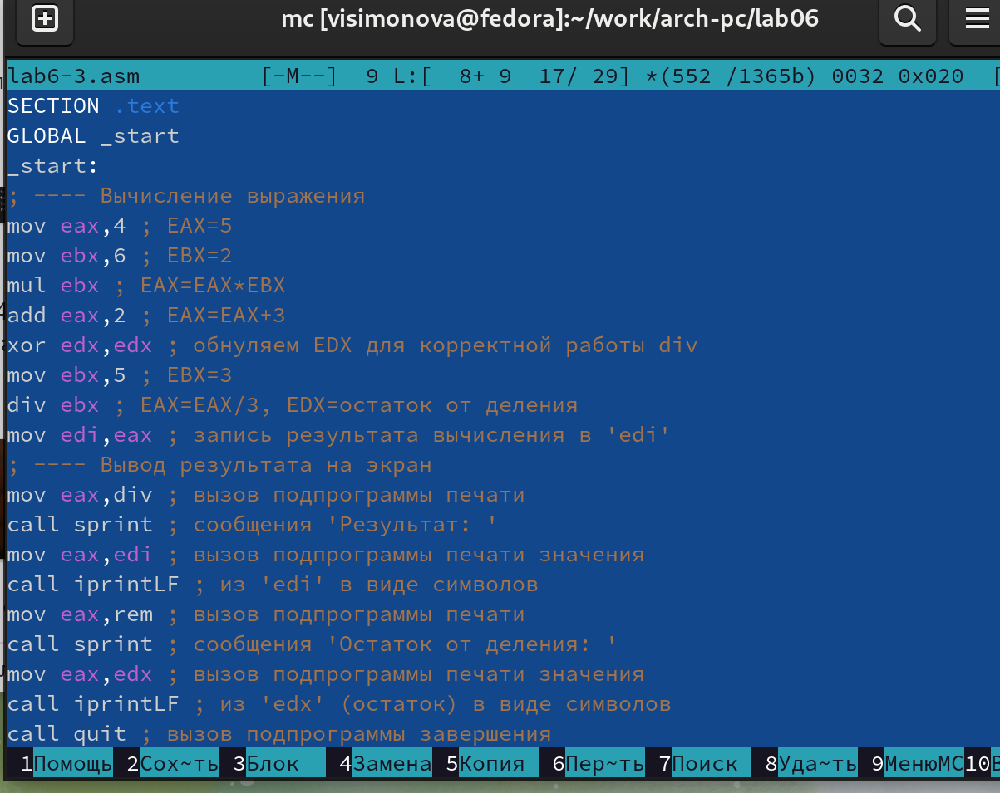 mc [visimonova@fedora]:~/work/arch-pc/lab06
lab6-3.asm [-M--] 9 L:[ 8+ 9 17/ 29] *(552 /1365b) 0032 0x020 [
SECTION .text
GLOBAL _start
_start:
; ---- Вычисление выражения
mov eax,4 ; EAX=5
mov ebx,6 ; EBX=2
mul ebx ; EAX=EAX*EBX
add eax,2 ; EAX=EAX+3
xor edx,edx ; обнуляем EDX для корректной работы div
mov ebx,5 ; EBX=3
div ebx ; EAX=EAX/3, EDX=остаток от деления
mov edi,eax ; запись результата вычисления в 'edi'
; ---- Вывод результата на экран
mov eax,div ; вызов подпрограммы печати
call sprint ; сообщения 'Результат: '
mov eax,edi ; вызов подпрограммы печати значения
call iprintLF ; из 'edi' в виде символов
mov eax,rem ; вызов подпрограммы печати
call sprint ; сообщения 'Остаток от деления: '
mov eax,edx ; вызов подпрограммы печати значения
call iprintLF ; из 'edx' (остаток) в виде символов
call quit ; вызов подпрограммы завершения
1Помощь 2Сох~ть 3Блок 4Замена 5Копия 6Пер~ть 7Поиск 8Уда~ть 9МенюМС 10